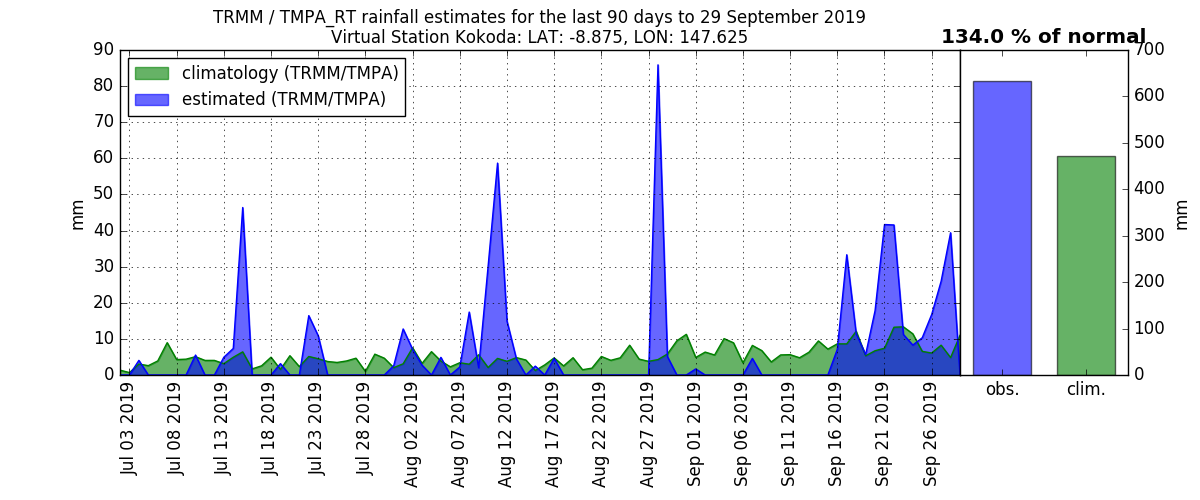 TRMM / TMPA_RT rainfall estimates for the last 90 days to 29 September 2019
Virtual Station Kokoda: LAT: -8.875, LON: 147.625
134.0 % of normal
climatology (TRMM/TMPA)
estimated (TRMM/TMPA)
mm
90
80
70
60
50
40
30
20
10
0
Jul 03 2019
Jul 08 2019
Jul 13 2019
Jul 18 2019
Jul 23 2019
Jul 28 2019
Aug 02 2019
Aug 07 2019
Aug 12 2019
Aug 17 2019
Aug 22 2019
Aug 27 2019
Sep 01 2019
Sep 06 2019
Sep 11 2019
Sep 16 2019
Sep 21 2019
Sep 26 2019
obs.
clim.
700
600
500
400
300
200
100
0
mm